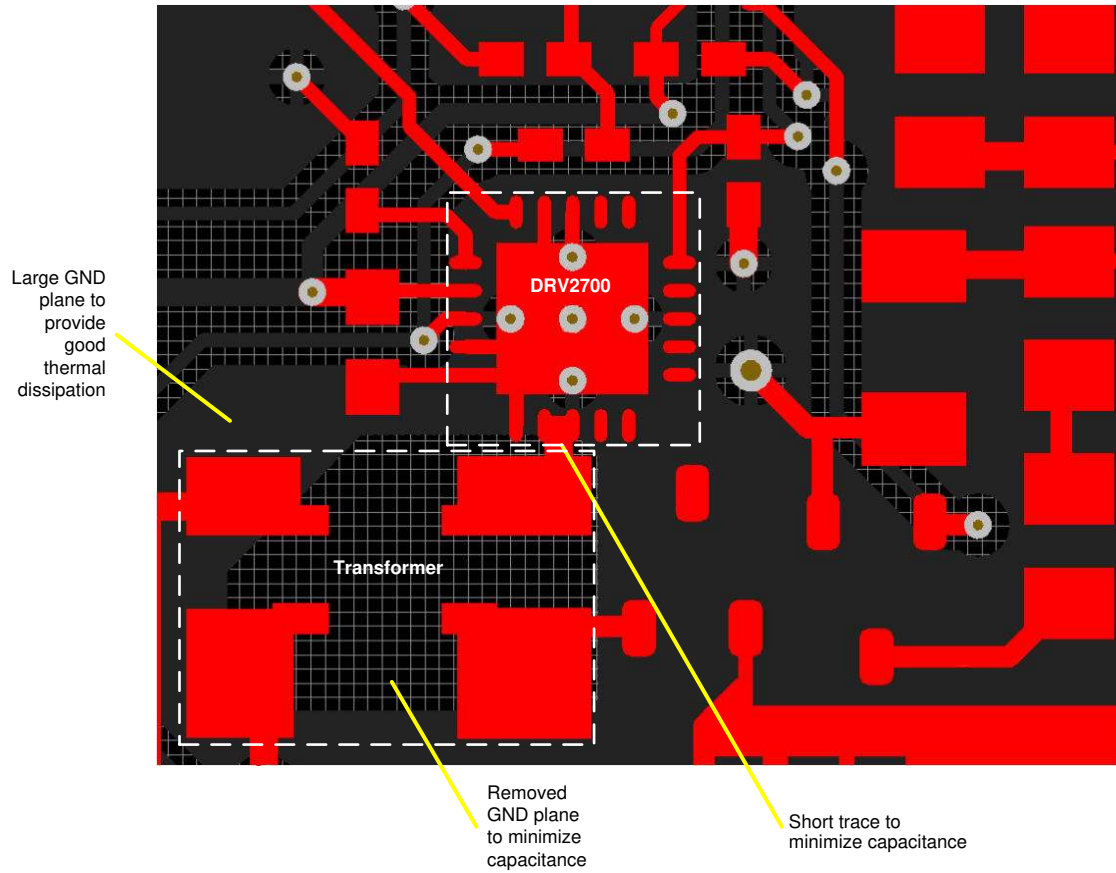 DRV2700
Large GND
plane to
provide
good
thermal
dissipation
Transformer
Removed
GND plane
to minimize
capacitance
Short trace to
minimize capacitance